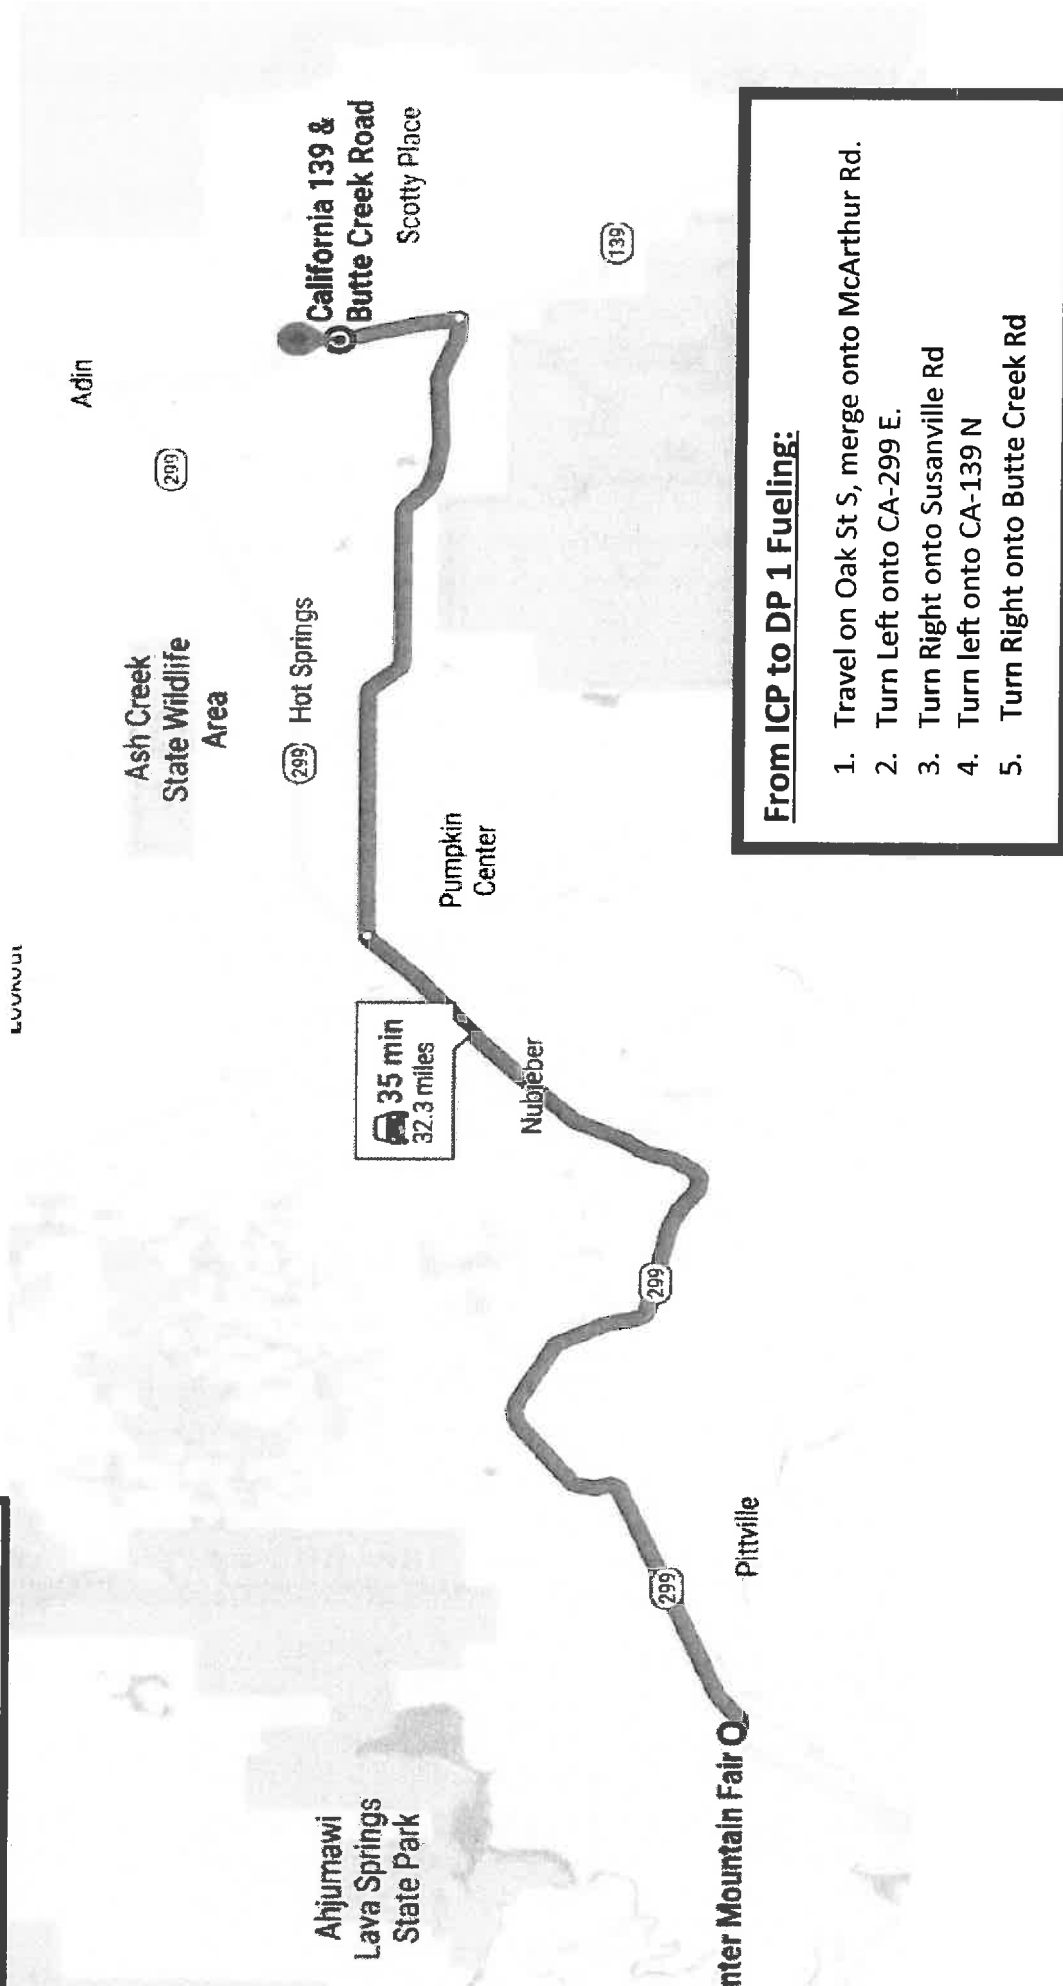 Lookout
Adin
299
Ash Creek
State Wildlife
Area
299
Hot Springs
California 139 &
Butte Creek Road
Scotty Place
139
Pumpkin
Center
35 min
32.3 miles
Nubieber
299
299
Pittville
Ahjumawi
Lava Springs
State Park
nter Mountain Fair
From ICP to DP 1 Fueling:
1. Travel on Oak St S, merge onto McArthur Rd.
2. Turn Left onto CA-299 E.
3. Turn Right onto Susanville Rd
4. Turn left onto CA-139 N
5. Turn Right onto Butte Creek Rd